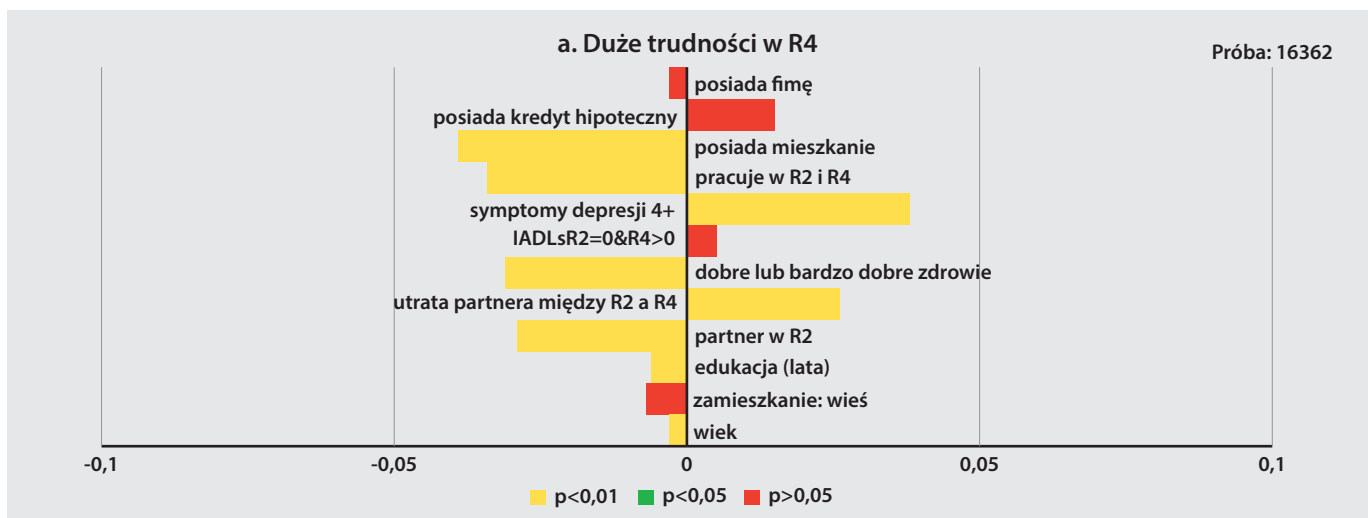 a. Duże trudności w R4
Próba: 16362
posiada fimę
posiada kredyt hipoteczny
posiada mieszkanie
pracuje w R2 i R4
symptomy depresji 4+
IADLsR2=0&R4>0
dobre lub bardzo dobre zdrowie
utrata partnera między R2 a R4
partner w R2
edukacja (lata)
zamieszkanie: wieś
wiek
-0,1 -0,05 0 0,05 0,1
p<0,01 p<0,05 p>0,05